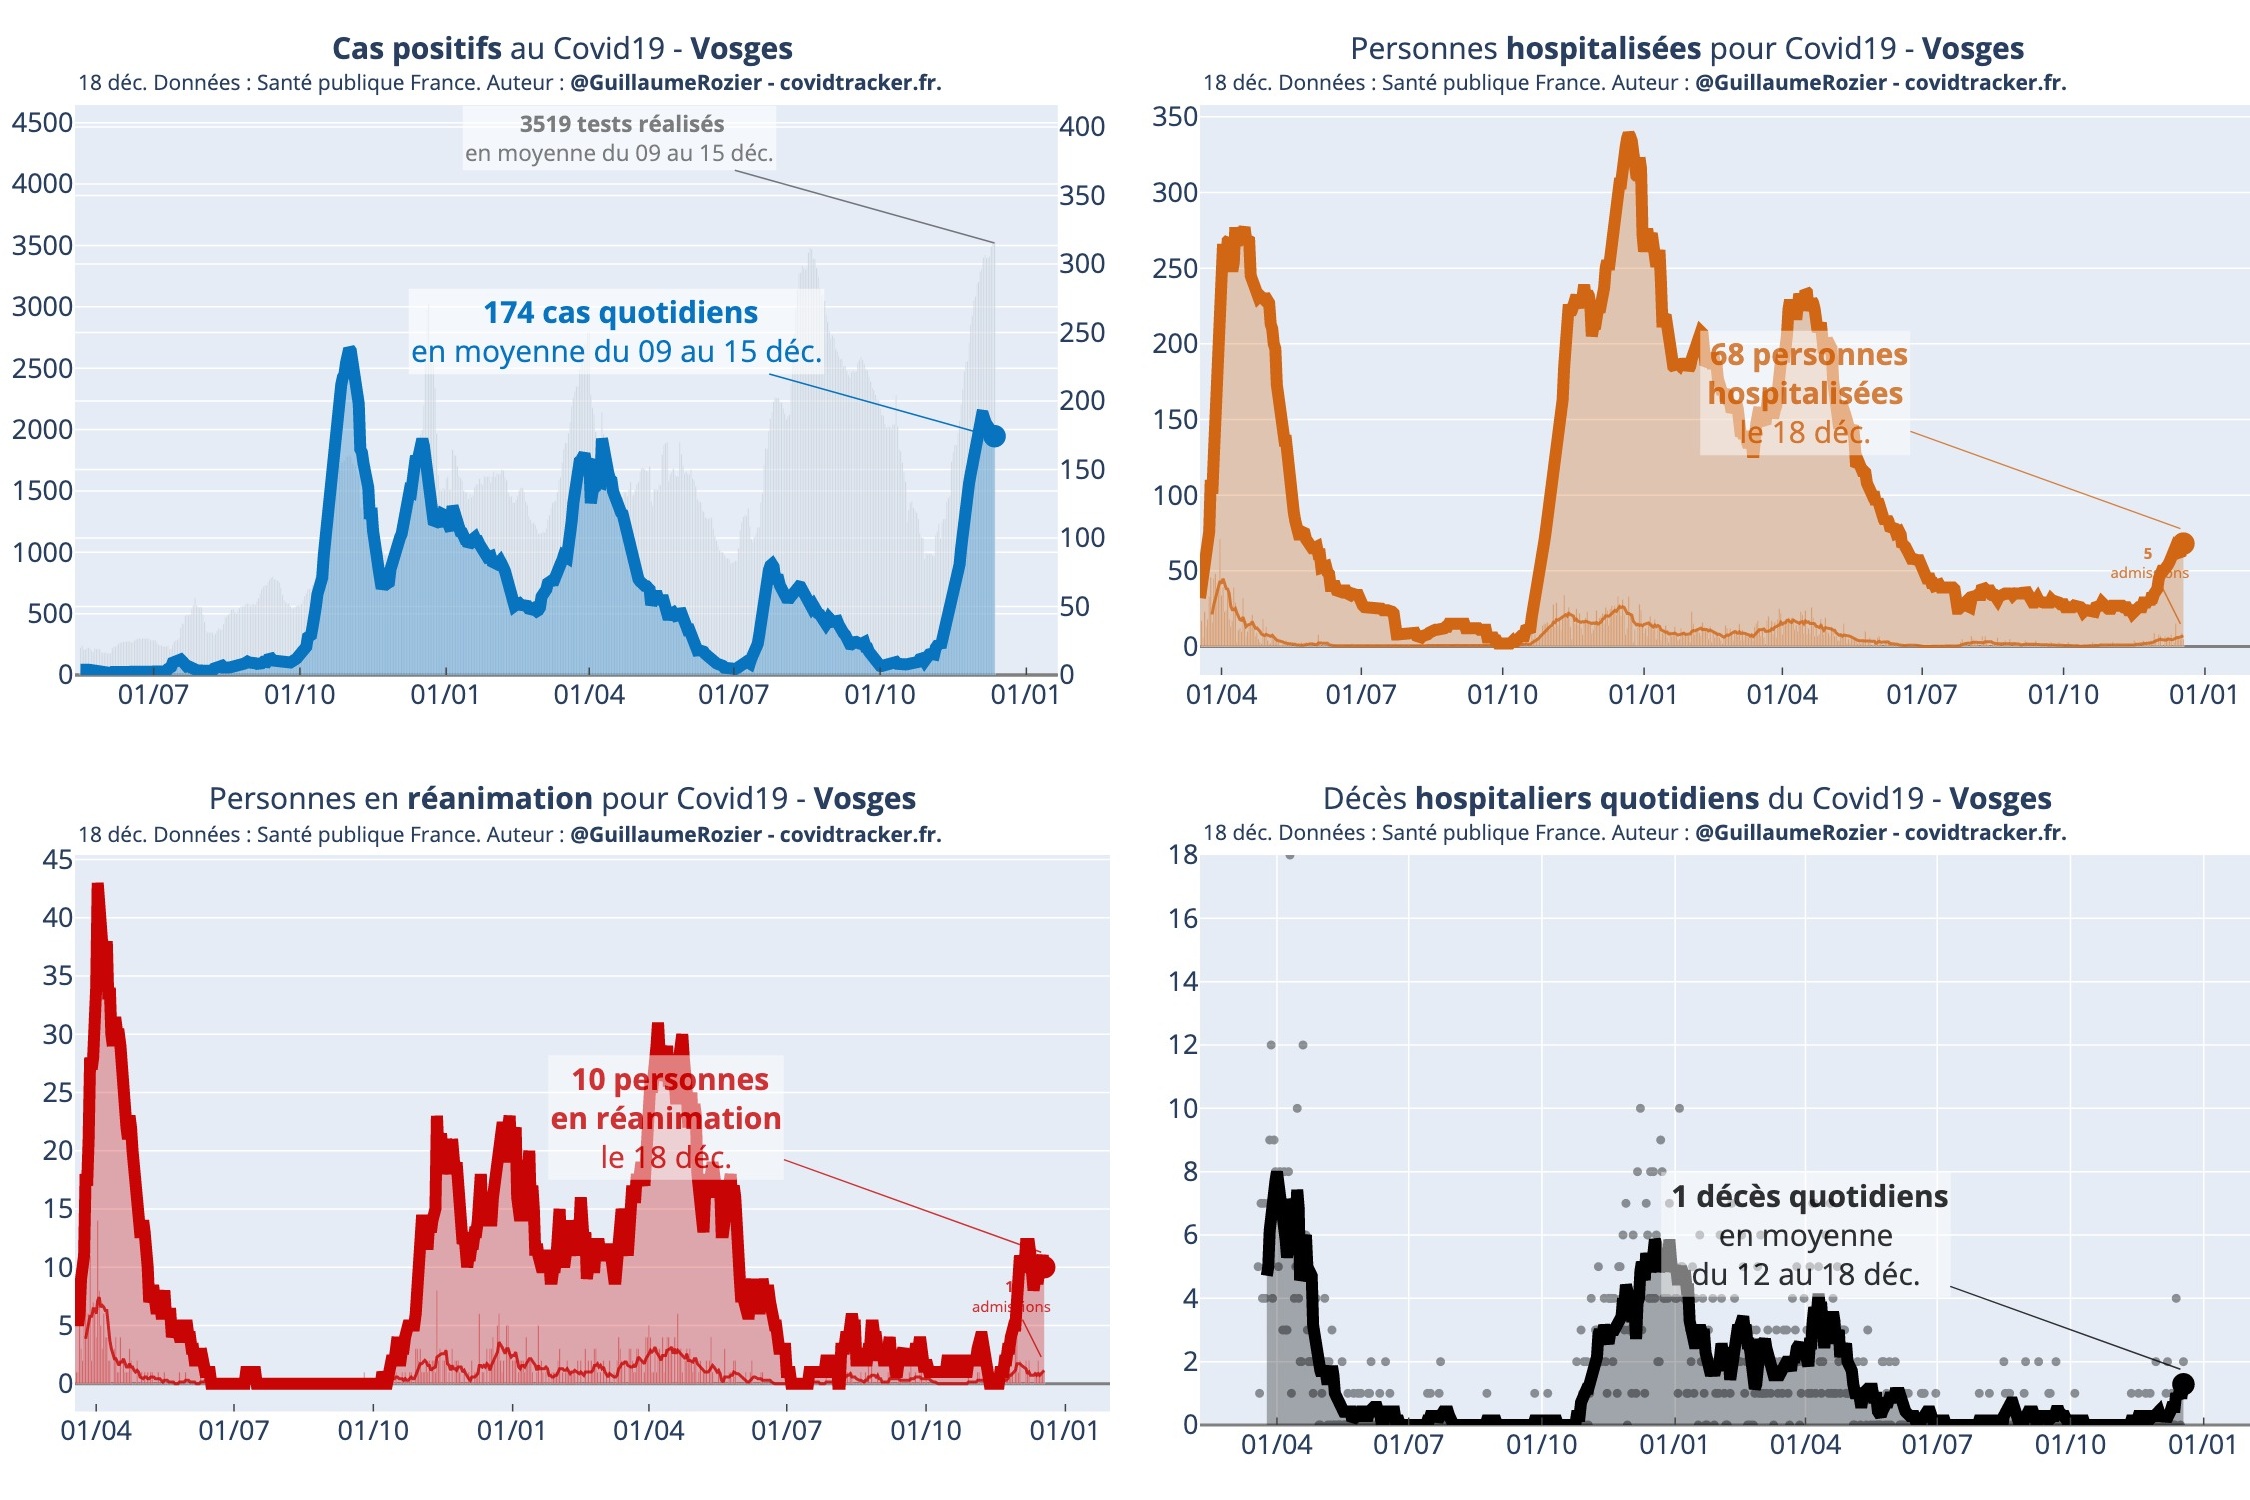 Cas positifs au Covid19 - Vosges
18 déc. Données : Santé publique France. Auteur : @GuillaumeRozier - covidtracker.fr.
4500
4000
3500
3000
2500
2000
1500
1000
500
0
400
350
300
250
200
150
100
50
0
3519 tests réalisés
en moyenne du 09 au 15 déc.
174 cas quotidiens
en moyenne du 09 au 15 déc.
01/07 01/10 01/01 01/04 01/07 01/10 01/01
Personnes hospitalisées pour Covid19 - Vosges
18 déc. Données : Santé publique France. Auteur : @GuillaumeRozier - covidtracker.fr.
350
300
250
200
150
100
50
0
68 personnes
hospitalisées
le 18 déc.
5
admissions
01/04 01/07 01/10 01/01 01/04 01/07 01/10 01/01
Personnes en réanimation pour Covid19 - Vosges
18 déc. Données : Santé publique France. Auteur : @GuillaumeRozier - covidtracker.fr.
45
40
35
30
25
20
15
10
5
0
10 personnes
en réanimation
le 18 déc.
1
admissions
01/04 01/07 01/10 01/01 01/04 01/07 01/10 01/01
Décès hospitaliers quotidiens du Covid19 - Vosges
18 déc. Données : Santé publique France. Auteur : @GuillaumeRozier - covidtracker.fr.
18
16
14
12
10
8
6
4
2
0
1 décès quotidiens
en moyenne
du 12 au 18 déc.
01/04 01/07 01/10 01/01 01/04 01/07 01/10 01/01